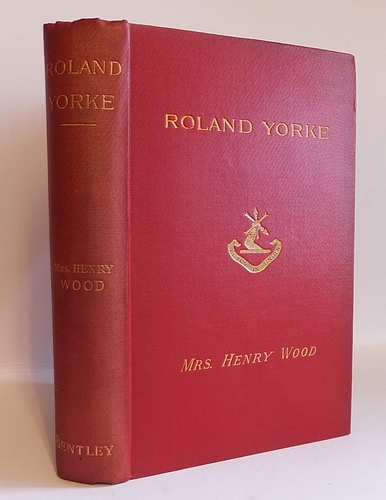 ROLAND
YORKE
Mrs. HENRY
WOOD
BENTLEY
ROLAND YORKE
MRS. HENRY WOOD